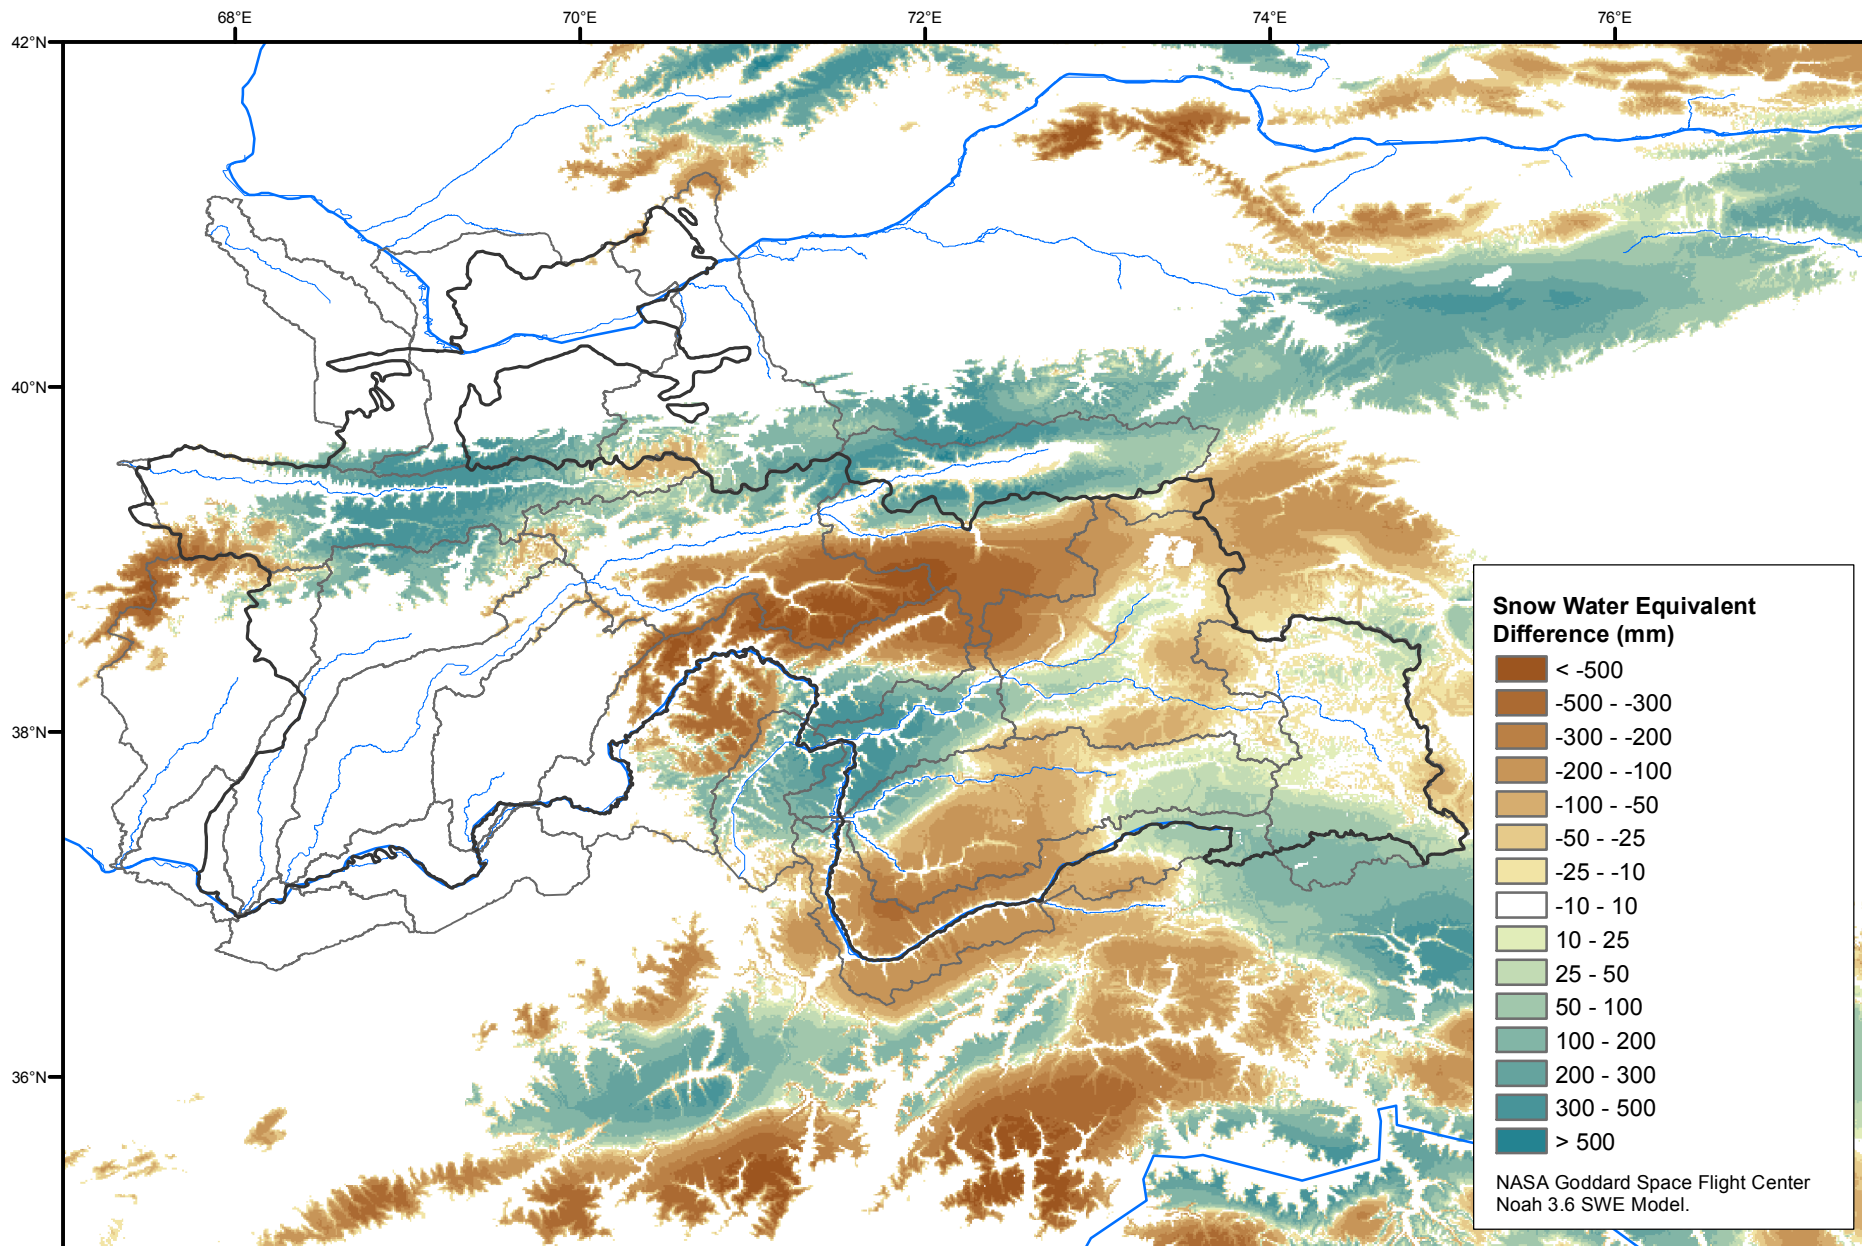 68°E
70°E
72°E
74°E
76°E
42°N
40°N
38°N
36°N
Snow Water Equivalent
Difference (mm)
< -500
-500 - -300
-300 - -200
-200 - -100
-100 - -50
-50 - -25
-25 - -10
-10 - 10
10 - 25
25 - 50
50 - 100
100 - 200
200 - 300
300 - 500
> 500
NASA Goddard Space Flight Center
Noah 3.6 SWE Model.